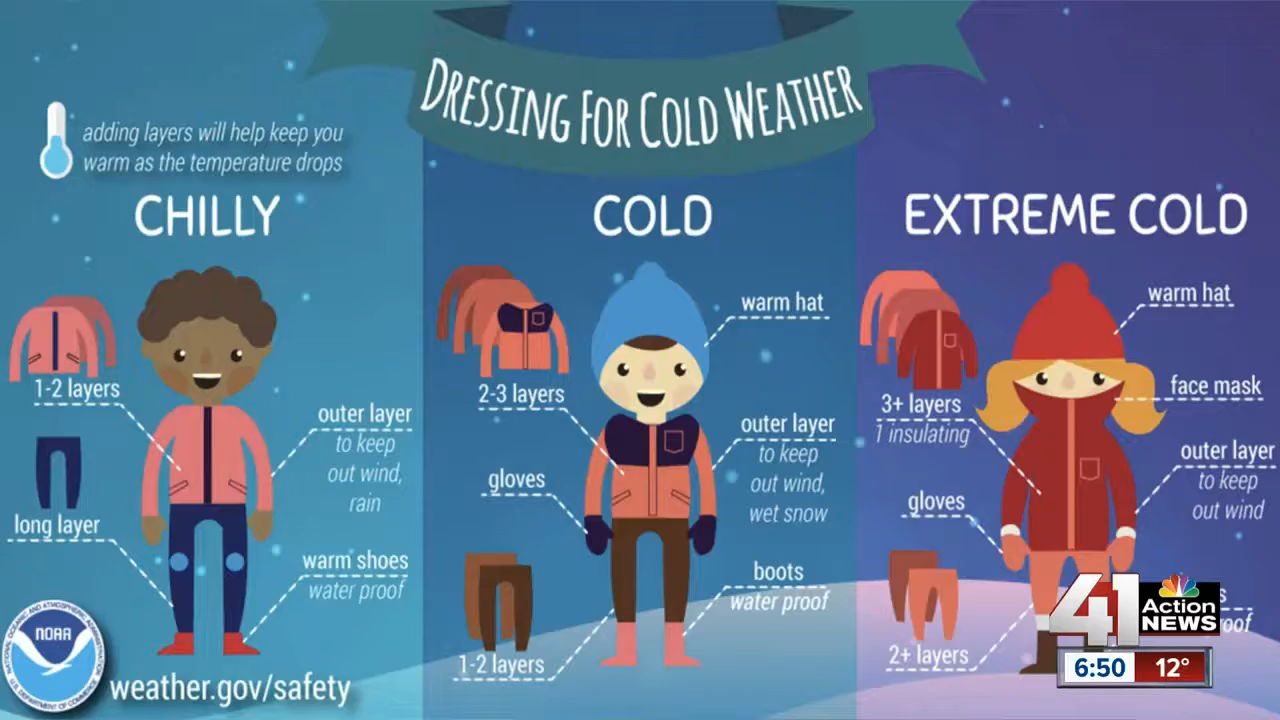 DRESSING FOR COLD WEATHER
adding layers will help keep you
warm as the temperature drops
CHILLY
1-2 layers
outer layer
to keep
out wind,
rain
long layer
warm shoes
water proof
NOAA
weather.gov/safety
COLD
warm hat
2-3 layers
outer layer
to keep
out wind,
wet snow
gloves
boots
water proof
1-2 layers
EXTREME COLD
warm hat
face mask
3+ layers
1 insulating
outer layer
to keep
out wind
gloves
2+ layers
41
Action
NEWS
6:50 12°